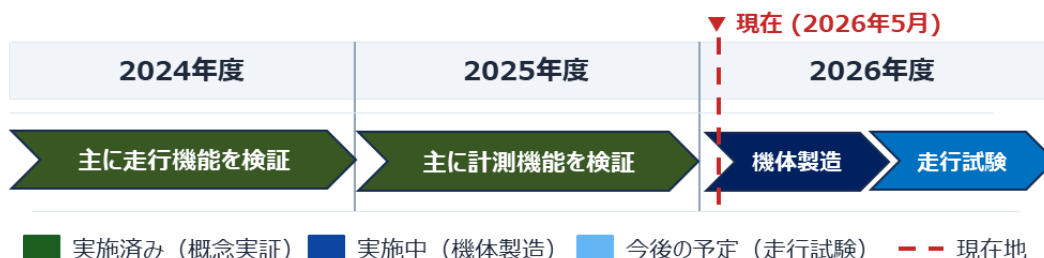 ▼ 現在 (2026年5月)
2024年度 2025年度 2026年度
主に走行機能を検証 主に計測機能を検証 機体製造 走行試験
実施済み（概念実証） 実施中（機体製造） 今後の予定（走行試験） 現在地